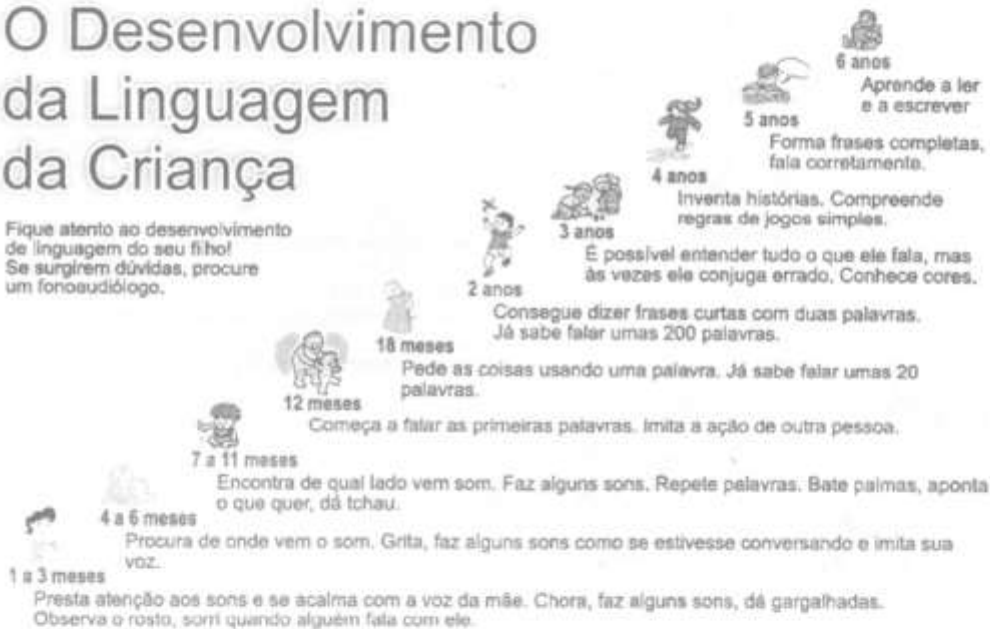 O Desenvolvimento
da Linguagem
da Criança
Fique atento ao desenvolvimento
de linguagem do seu filho!
Se surgirem dúvidas, procure
um fonoaudiólogo.
6 anos
Aprende a ler
e a escrever
5 anos
Forma frases completas,
fala corretamente.
4 anos
Inventa histórias. Compreende
regras de jogos simples.
3 anos
É possível entender tudo o que ele fala, mas
às vezes ele conjuga errado. Conhece cores.
2 anos
Consegue dizer frases curtas com duas palavras.
Já sabe falar umas 200 palavras.
18 meses
Pede as coisas usando uma palavra. Já sabe falar umas 20
palavras.
12 meses
Começa a falar as primeiras palavras. Imita a ação de outra pessoa.
7 a 11 meses
Encontra de qual lado vem som. Faz alguns sons. Repete palavras. Bate palmas, aponta
o que quer, dá tchau.
4 a 6 meses
Procura de onde vem o som. Grita, faz alguns sons como se estivesse conversando e imita sua
voz.
1 a 3 meses
Presta atenção aos sons e se acalma com a voz da mãe. Chora, faz alguns sons, dá gargalhadas.
Observa o rosto, sorri quando alguém fala com ele.